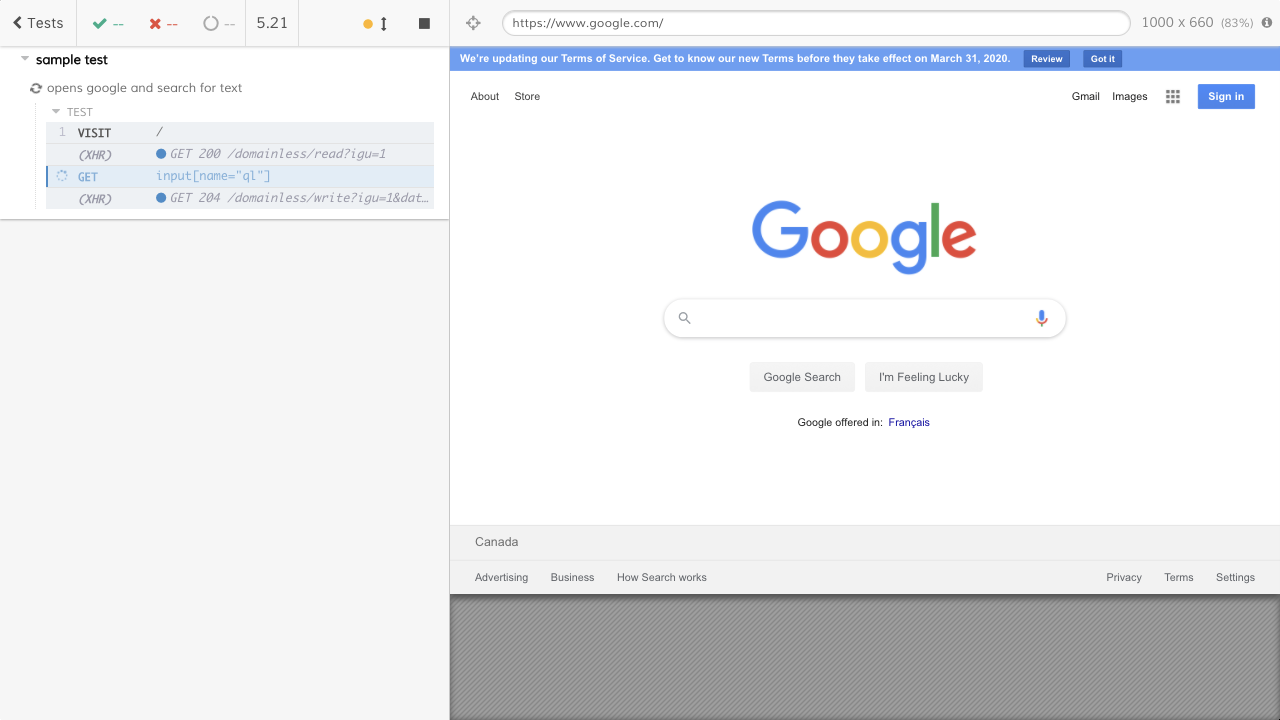 Tests -- -- -- 5.21
sample test
opens google and search for text
TEST
1 VISIT /
(XHR) GET 200 /domainless/read?igu=1
GET input[name="ql"]
(XHR) GET 204 /domainless/write?igu=1&dat…
https://www.google.com/ 1000 x 660 (83%)
We're updating our Terms of Service. Get to know our new Terms before they take effect on March 31, 2020. Review Got it
About Store Gmail Images Sign in
Google
Google Search I'm Feeling Lucky
Google offered in: Français
Canada
Advertising Business How Search works Privacy Terms Settings